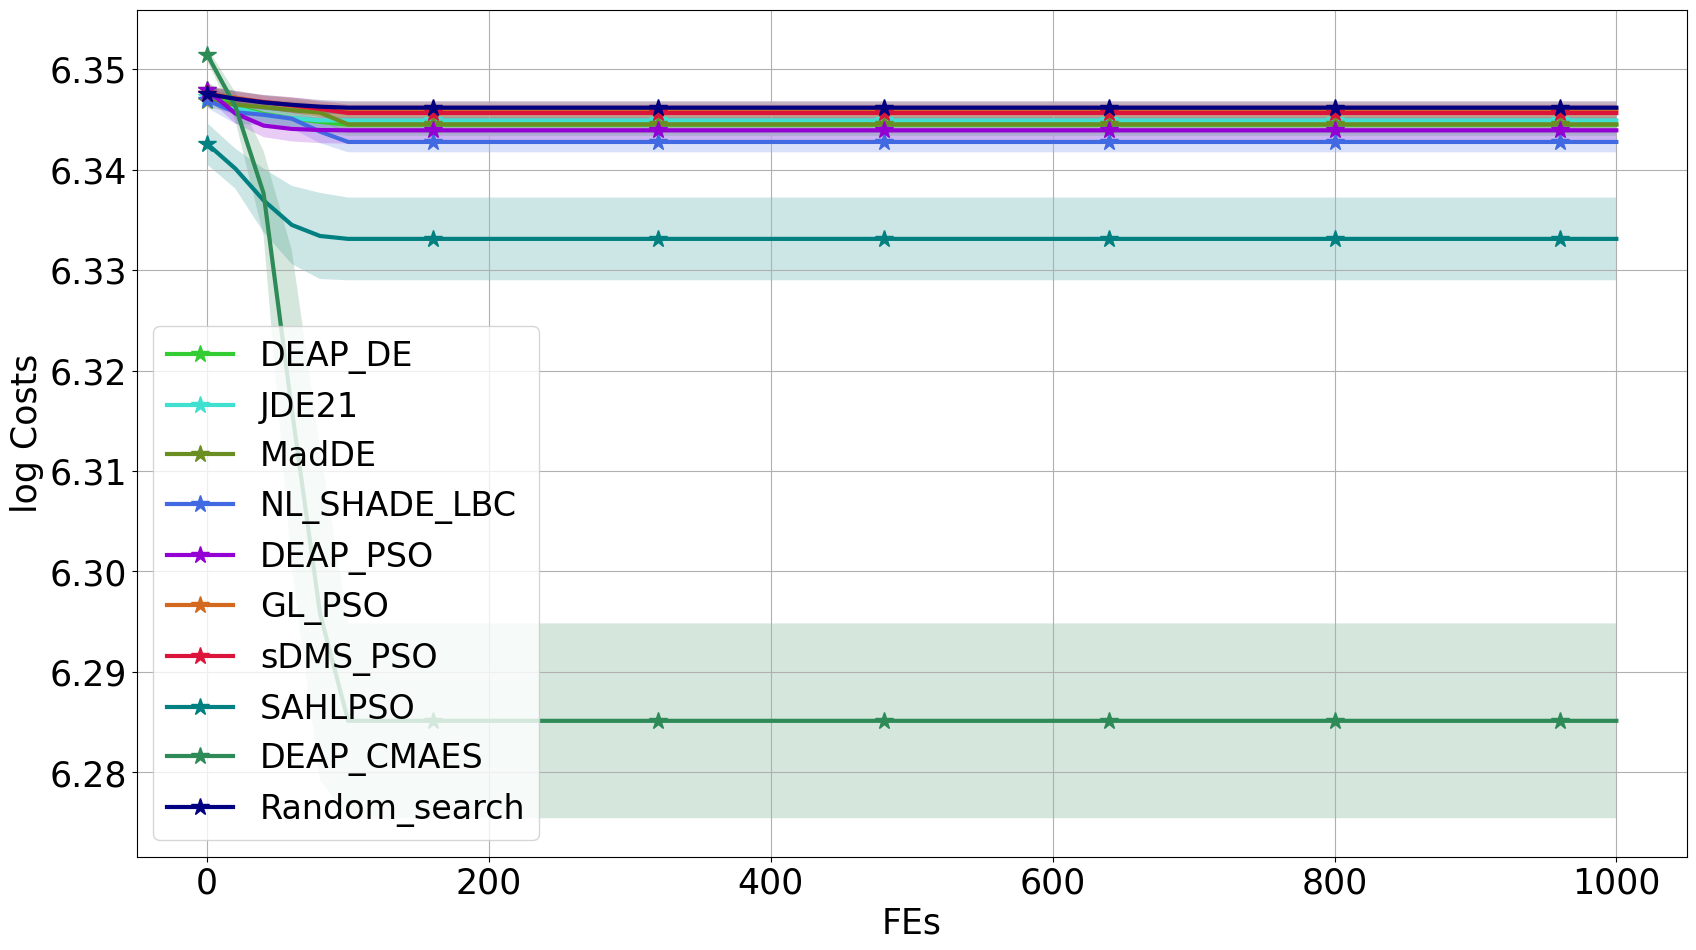 log Costs
6.35
6.34
6.33
6.32
6.31
6.30
6.29
6.28
DEAP_DE
JDE21
MadDE
NL_SHADE_LBC
DEAP_PSO
GL_PSO
sDMS_PSO
SAHLPSO
DEAP_CMAES
Random_search
0 200 400 600 800 1000
FEs